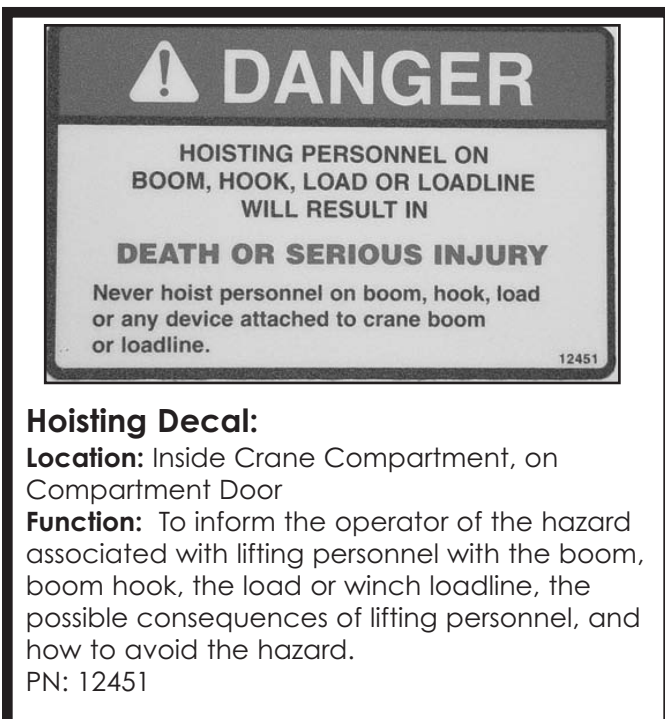 DANGER
HOISTING PERSONNEL ON
BOOM, HOOK, LOAD OR LOADLINE
WILL RESULT IN
DEATH OR SERIOUS INJURY
Never hoist personnel on boom, hook, load
or any device attached to crane boom
or loadline.
12451
Hoisting Decal:
Location: Inside Crane Compartment, on
Compartment Door
Function: To inform the operator of the hazard
associated with lifting personnel with the boom,
boom hook, the load or winch loadline, the
possible consequences of lifting personnel, and
how to avoid the hazard.
PN: 12451